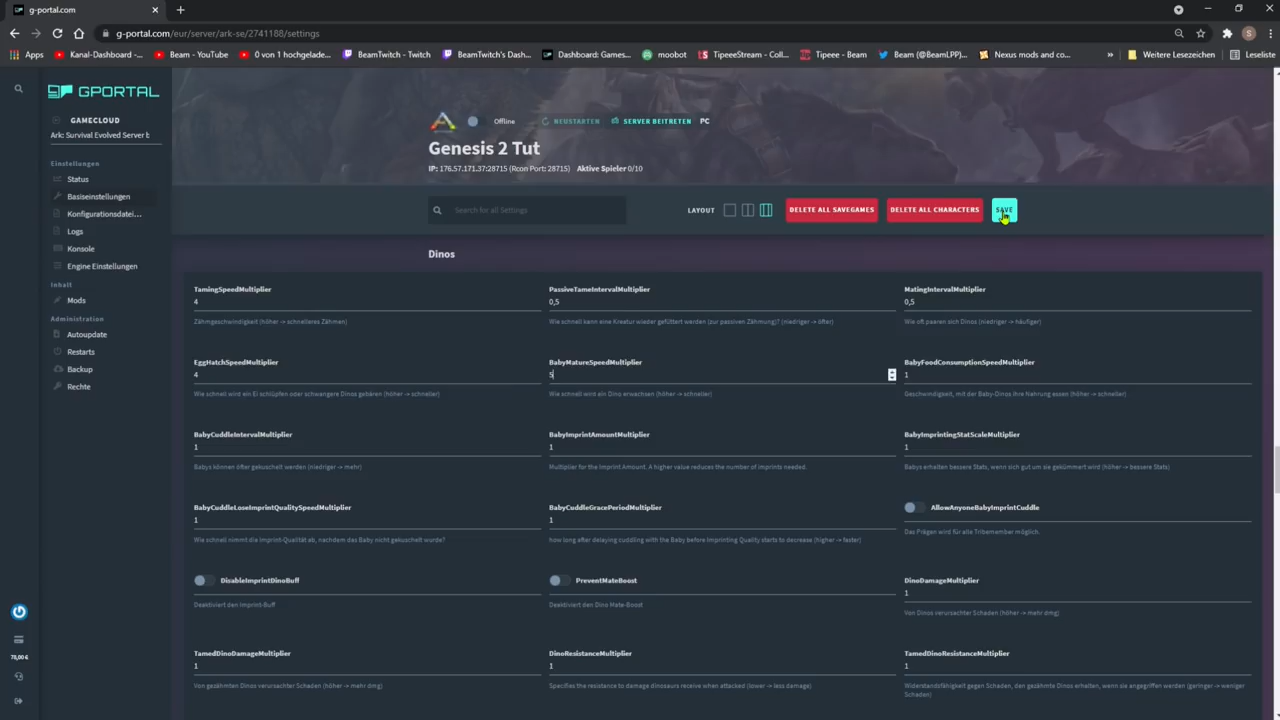 g-portal.com
g-portal.com/eur/server/ark-se/2741188/settings
Apps
Kanal-Dashboard -...
Beam - YouTube
0 von 1 hochgelade...
BeamTwitch - Twitch
BeamTwitch's Dash...
Dashboard: Games...
moobot
TipeeeStream - Coll...
Tipeee - Beam
Beam (@BeamLPP)...
Nexus mods and co...
»
Weitere Lesezeichen
Leseliste
GPORTAL
GAMECLOUD
Ark: Survival Evolved Server b
Einstellungen
Status
Basiseinstellungen
Konfigurationsdatei...
Logs
Konsole
Engine Einstellungen
Inhalt
Mods
Administration
Autoupdate
Restarts
Backup
Rechte
70,00 €
Offline
NEUSTARTEN
SERVER BEITRETEN
PC
Genesis 2 Tut
IP: 176.57.171.37:28715 (Rcon Port: 28715) Aktive Spieler 0/10
Search for all Settings
LAYOUT
DELETE ALL SAVEGAMES
DELETE ALL CHARACTERS
SAVE
Dinos
TamingSpeedMultiplier
4
Zähmgeschwindigkeit (höher -> schnelleres Zähmen)
PassiveTameIntervalMultiplier
0,5
Wie schnell kann eine Kreatur wieder gefüttert werden (zur passiven Zähmung)? (niedriger -> öfter)
MatingIntervalMultiplier
0,5
Wie oft paaren sich Dinos (niedriger -> häufiger)
EggHatchSpeedMultiplier
4
Wie schnell wird ein Ei schlüpfen oder schwangere Dinos gebären (höher -> schneller)
BabyMatureSpeedMultiplier
5
Wie schnell wird ein Dino erwachsen (höher -> schneller)
BabyFoodConsumptionSpeedMultiplier
1
Geschwindigkeit, mit der Baby-Dinos ihre Nahrung essen (höher -> schneller)
BabyCuddleIntervalMultiplier
1
Babys können öfter gekuschelt werden (niedriger -> mehr)
BabyImprintAmountMultiplier
1
Multiplier for the Imprint Amount. A higher value reduces the number of imprints needed.
BabyImprintingStatScaleMultiplier
1
Babys erhalten bessere Stats, wenn sich gut um sie gekümmert wird (höher -> bessere Stats)
BabyCuddleLoseImprintQualitySpeedMultiplier
1
Wie schnell nimmt die Imprint-Qualität ab, nachdem das Baby nicht gekuschelt wurde?
BabyCuddleGracePeriodMultiplier
1
how long after delaying cuddling with the Baby before Imprinting Quality starts to decrease (higher -> faster)
AllowAnyoneBabyImprintCuddle
Das Prägen wird für alle Tribemember möglich.
DisableImprintDinoBuff
Deaktiviert den Imprint-Buff
PreventMateBoost
Deaktiviert den Dino Mate-Boost
DinoDamageMultiplier
1
Von Dinos verursachter Schaden (höher -> mehr dmg)
TamedDinoDamageMultiplier
1
Von gezähmten Dinos verursachter Schaden (höher -> mehr dmg)
DinoResistanceMultiplier
1
Specifies the resistance to damage dinosaurs receive when attacked (lower -> less damage)
TamedDinoResistanceMultiplier
1
Widerstandsfähigkeit gegen Schaden, den gezähmte Dinos erhalten, wenn sie angegriffen werden (geringer -> weniger
Schaden)